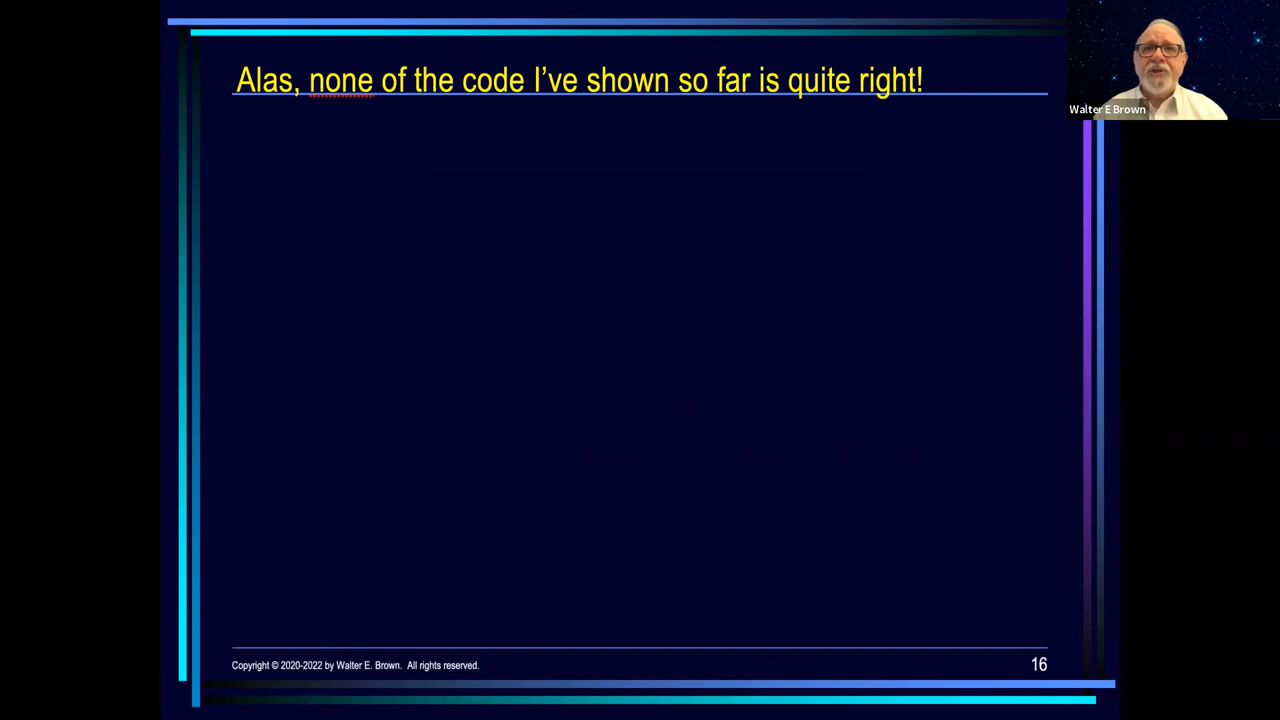 Alas, none of the code I've shown so far is quite right!
Walter E Brown
Copyright © 2020-2022 by Walter E. Brown. All rights reserved.
16